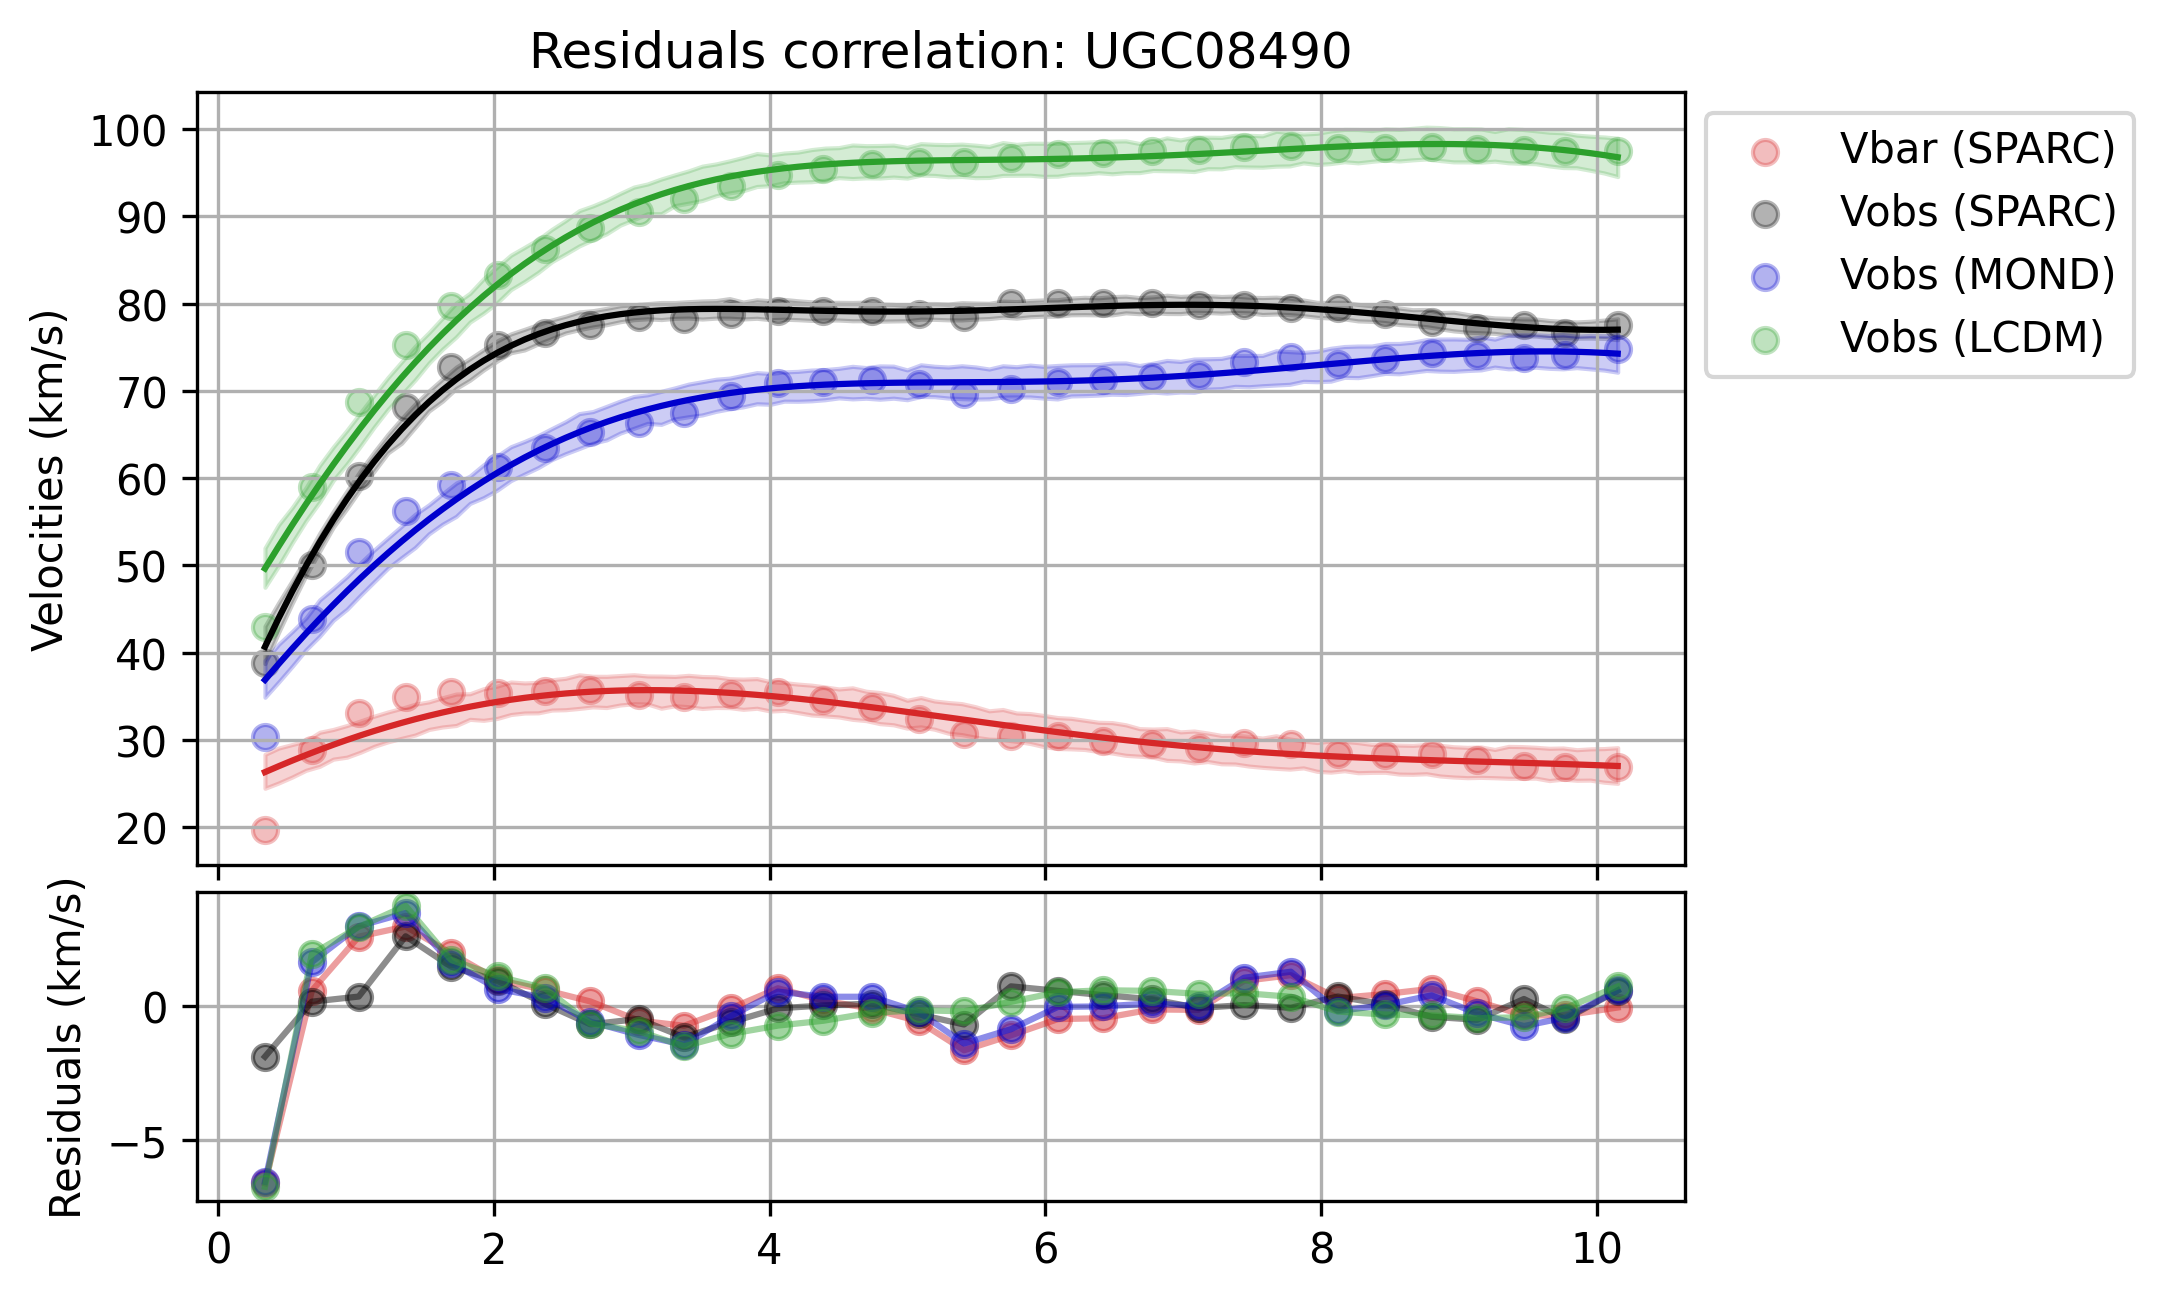 Residuals correlation: UGC08490
100
90
80
70
60
50
40
30
20
Velocities (km/s)
Vbar (SPARC)
Vobs (SPARC)
Vobs (MOND)
Vobs (LCDM)
0
−5
Residuals (km/s)
0 2 4 6 8 10